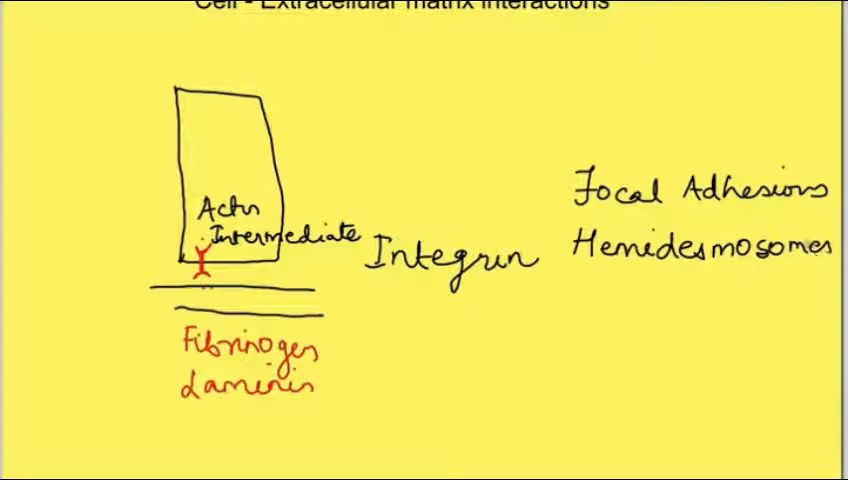 Cell - Extracellular matrix interactions
Focal Adhesions
Actin
Intermediate
Hemidesmosomes
Integrin
Fibrinogen
Laminin